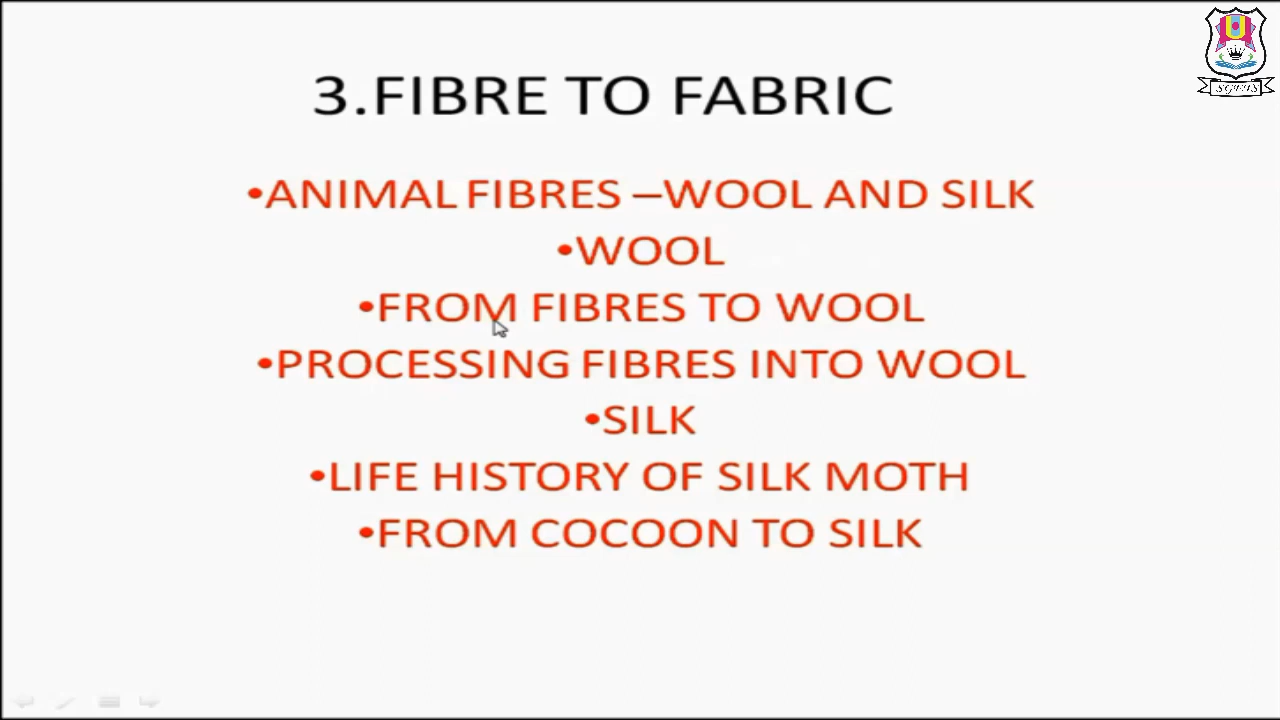 3.FIBRE TO FABRIC
•ANIMAL FIBRES –WOOL AND SILK
•WOOL
•FROM FIBRES TO WOOL
•PROCESSING FIBRES INTO WOOL
•SILK
•LIFE HISTORY OF SILK MOTH
•FROM COCOON TO SILK